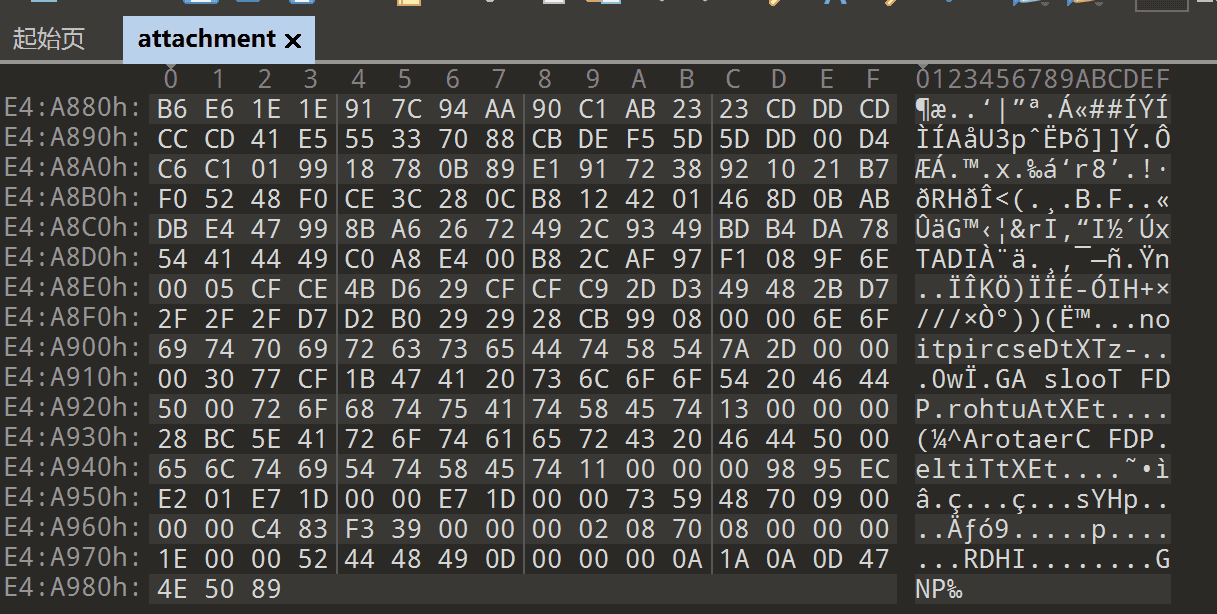 起始页 attachment ×
0 1 2 3 4 5 6 7 8 9 A B C D E F 0123456789ABCDEF
E4:A880h: B6 E6 1E 1E 91 7C 94 AA 90 C1 AB 23 23 CD DD CD ¶æ..‘|”ª.Á«##ÍÝÍ
E4:A890h: CC CD 41 E5 55 33 70 88 CB DE F5 5D 5D DD 00 D4 ÌÍAåU3pˆËÞõ]]Ý.Ô
E4:A8A0h: C6 C1 01 99 18 78 0B 89 E1 91 72 38 92 10 21 B7 ÆÁ.™.x.‰á‘r8’.!·
E4:A8B0h: F0 52 48 F0 CE 3C 28 0C B8 12 42 01 46 8D 0B AB ðRHðÎ<(.¸.B.F..«
E4:A8C0h: DB E4 47 99 8B A6 26 72 49 2C 93 49 BD B4 DA 78 ÛäG™‹¦&rI,“I½´Úx
E4:A8D0h: 54 41 44 49 C0 A8 E4 00 B8 2C AF 97 F1 08 9F 6E TADIÀ¨ä.¸,¯—ñ.Ÿn
E4:A8E0h: 00 05 CF CE 4B D6 29 CF CF C9 2D D3 49 48 2B D7 ..ÏÎKÖ)ÏÏÉ-ÓIH+×
E4:A8F0h: 2F 2F 2F D7 D2 B0 29 29 28 CB 99 08 00 00 6E 6F ///×Ò°))(Ë™...no
E4:A900h: 69 74 70 69 72 63 73 65 44 74 58 54 7A 2D 00 00 itpircseDtXTz-..
E4:A910h: 00 30 77 CF 1B 47 41 20 73 6C 6F 6F 54 20 46 44 .0wÏ.GA slooT FD
E4:A920h: 50 00 72 6F 68 74 75 41 74 58 45 74 13 00 00 00 P.rohtuAtXEt....
E4:A930h: 28 BC 5E 41 72 6F 74 61 65 72 43 20 46 44 50 00 (¼^ArotaerC FDP.
E4:A940h: 65 6C 74 69 54 74 58 45 74 11 00 00 00 98 95 EC eltiTtXEt....˜•ì
E4:A950h: E2 01 E7 1D 00 00 E7 1D 00 00 73 59 48 70 09 00 â.ç...ç...sYHp..
E4:A960h: 00 00 C4 83 F3 39 00 00 00 02 08 70 08 00 00 00 ..Äƒó9.....p....
E4:A970h: 1E 00 00 52 44 48 49 0D 00 00 00 0A 1A 0A 0D 47 ...RDHI........G
E4:A980h: 4E 50 89 NP‰